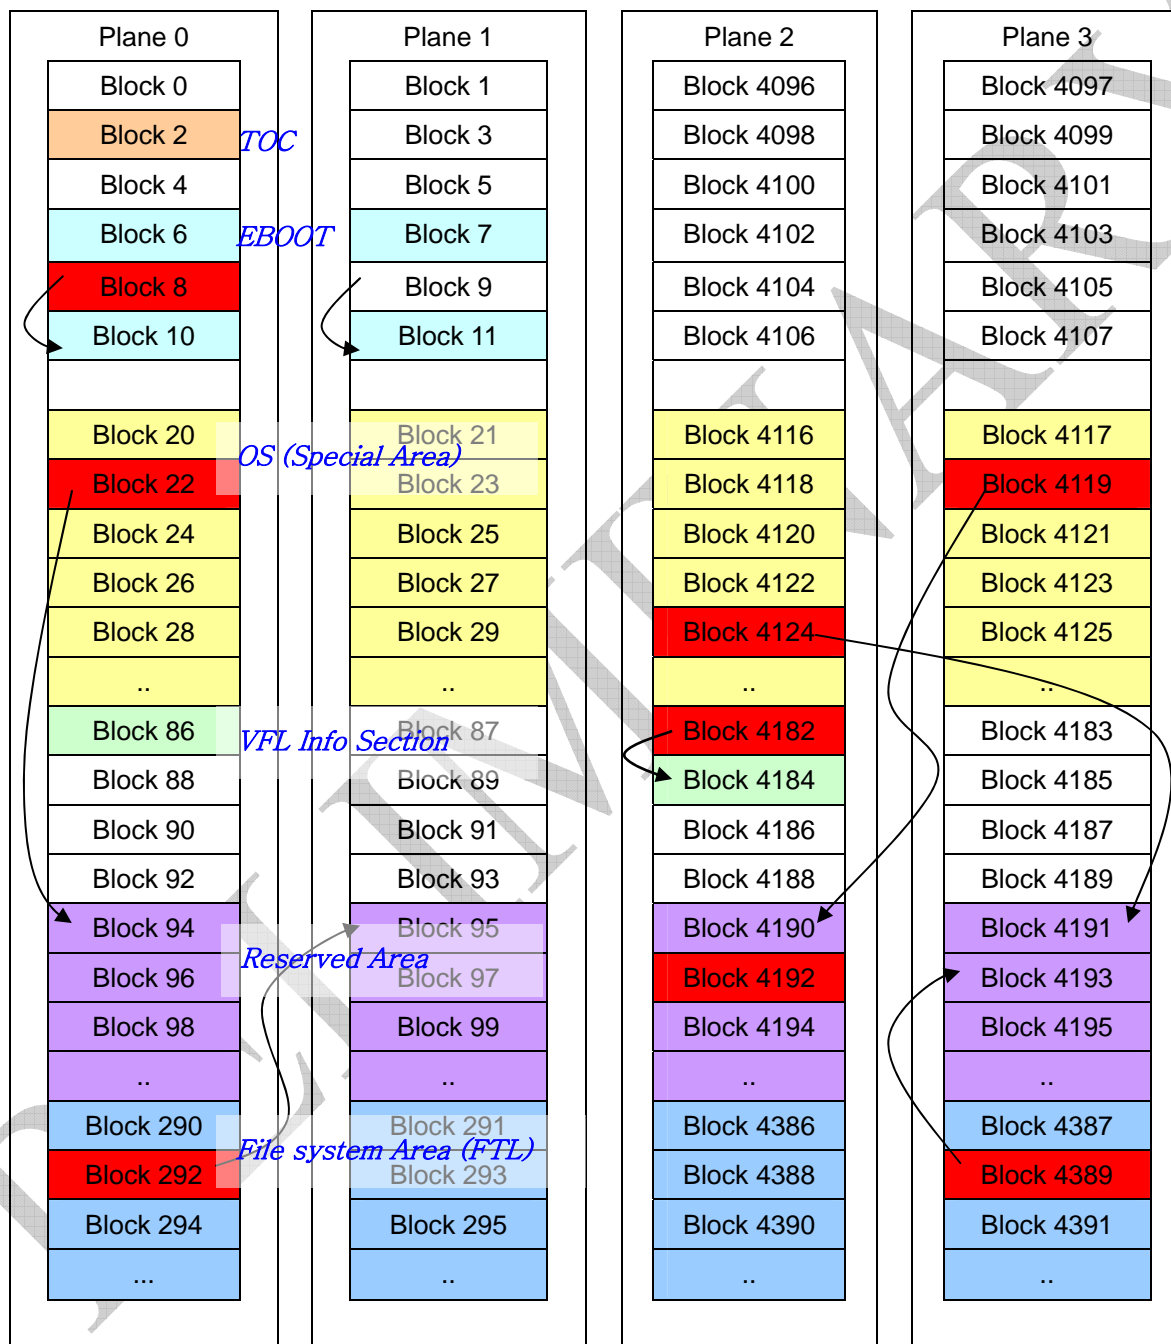 Plane 0 Plane 1 Plane 2 Plane 3
Block 0 Block 1 Block 4096 Block 4097
Block 2 TOC Block 3 Block 4098 Block 4099
Block 4 Block 5 Block 4100 Block 4101
Block 6 EBOOT Block 7 Block 4102 Block 4103
Block 8 Block 9 Block 4104 Block 4105
Block 10 Block 11 Block 4106 Block 4107
Block 20 Block 21 Block 4116 Block 4117
OS (Special Area)
Block 22 Block 23 Block 4118 Block 4119
Block 24 Block 25 Block 4120 Block 4121
Block 26 Block 27 Block 4122 Block 4123
Block 28 Block 29 Block 4124 Block 4125
.. .. .. ..
Block 86 VFL Info Section Block 87 Block 4182 Block 4183
Block 88 Block 89 Block 4184 Block 4185
Block 90 Block 91 Block 4186 Block 4187
Block 92 Block 93 Block 4188 Block 4189
Block 94 Block 95 Block 4190 Block 4191
Reserved Area
Block 96 Block 97 Block 4192 Block 4193
Block 98 Block 99 Block 4194 Block 4195
.. .. .. ..
Block 290 Block 291 Block 4386 Block 4387
File system Area (FTL)
Block 292 Block 293 Block 4388 Block 4389
Block 294 Block 295 Block 4390 Block 4391
... .. .. ..